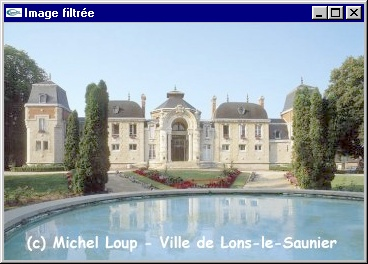 Image filtrée
(c) Michel Loup - Ville de Lons-le-Saunier